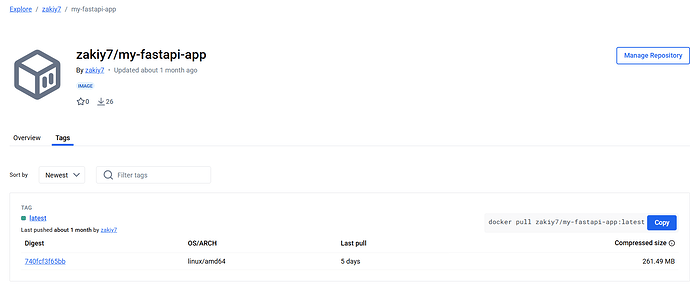 Explore / zakiy7 / my-fastapi-app
zakiy7/my-fastapi-app
Manage Repository
By zakiy7 • Updated about 1 month ago
IMAGE
0 26
Overview Tags
Sort by Newest Filter tags
TAG
latest
docker pull zakiy7/my-fastapi-app:latest Copy
Last pushed about 1 month by zakiy7
Digest OS/ARCH Last pull Compressed size
740fcf3f65bb linux/amd64 5 days 261.49 MB